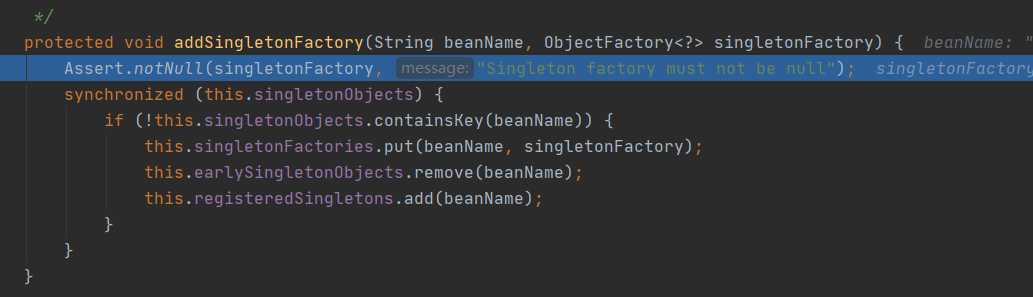 */
protected void addSingletonFactory(String beanName, ObjectFactory<?> singletonFactory) { beanName: "
Assert.notNull(singletonFactory, message: "Singleton factory must not be null"); singletonFactory
synchronized (this.singletonObjects) {
if (!this.singletonObjects.containsKey(beanName)) {
this.singletonFactories.put(beanName, singletonFactory);
this.earlySingletonObjects.remove(beanName);
this.registeredSingletons.add(beanName);
}
}
}